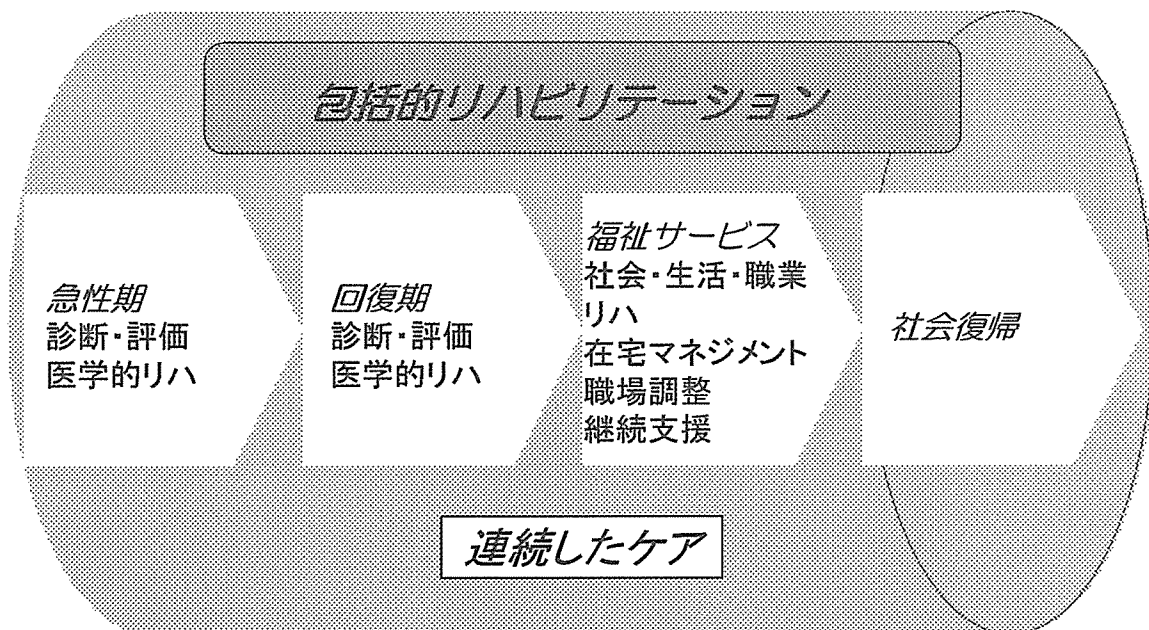 包括的リハビリテーション
急性期
診断・評価
医学的リハ
回復期
診断・評価
医学的リハ
福祉サービス
社会・生活・職業
リハ
在宅マネジメント
職場調整
継続支援
社会復帰
連続したケア